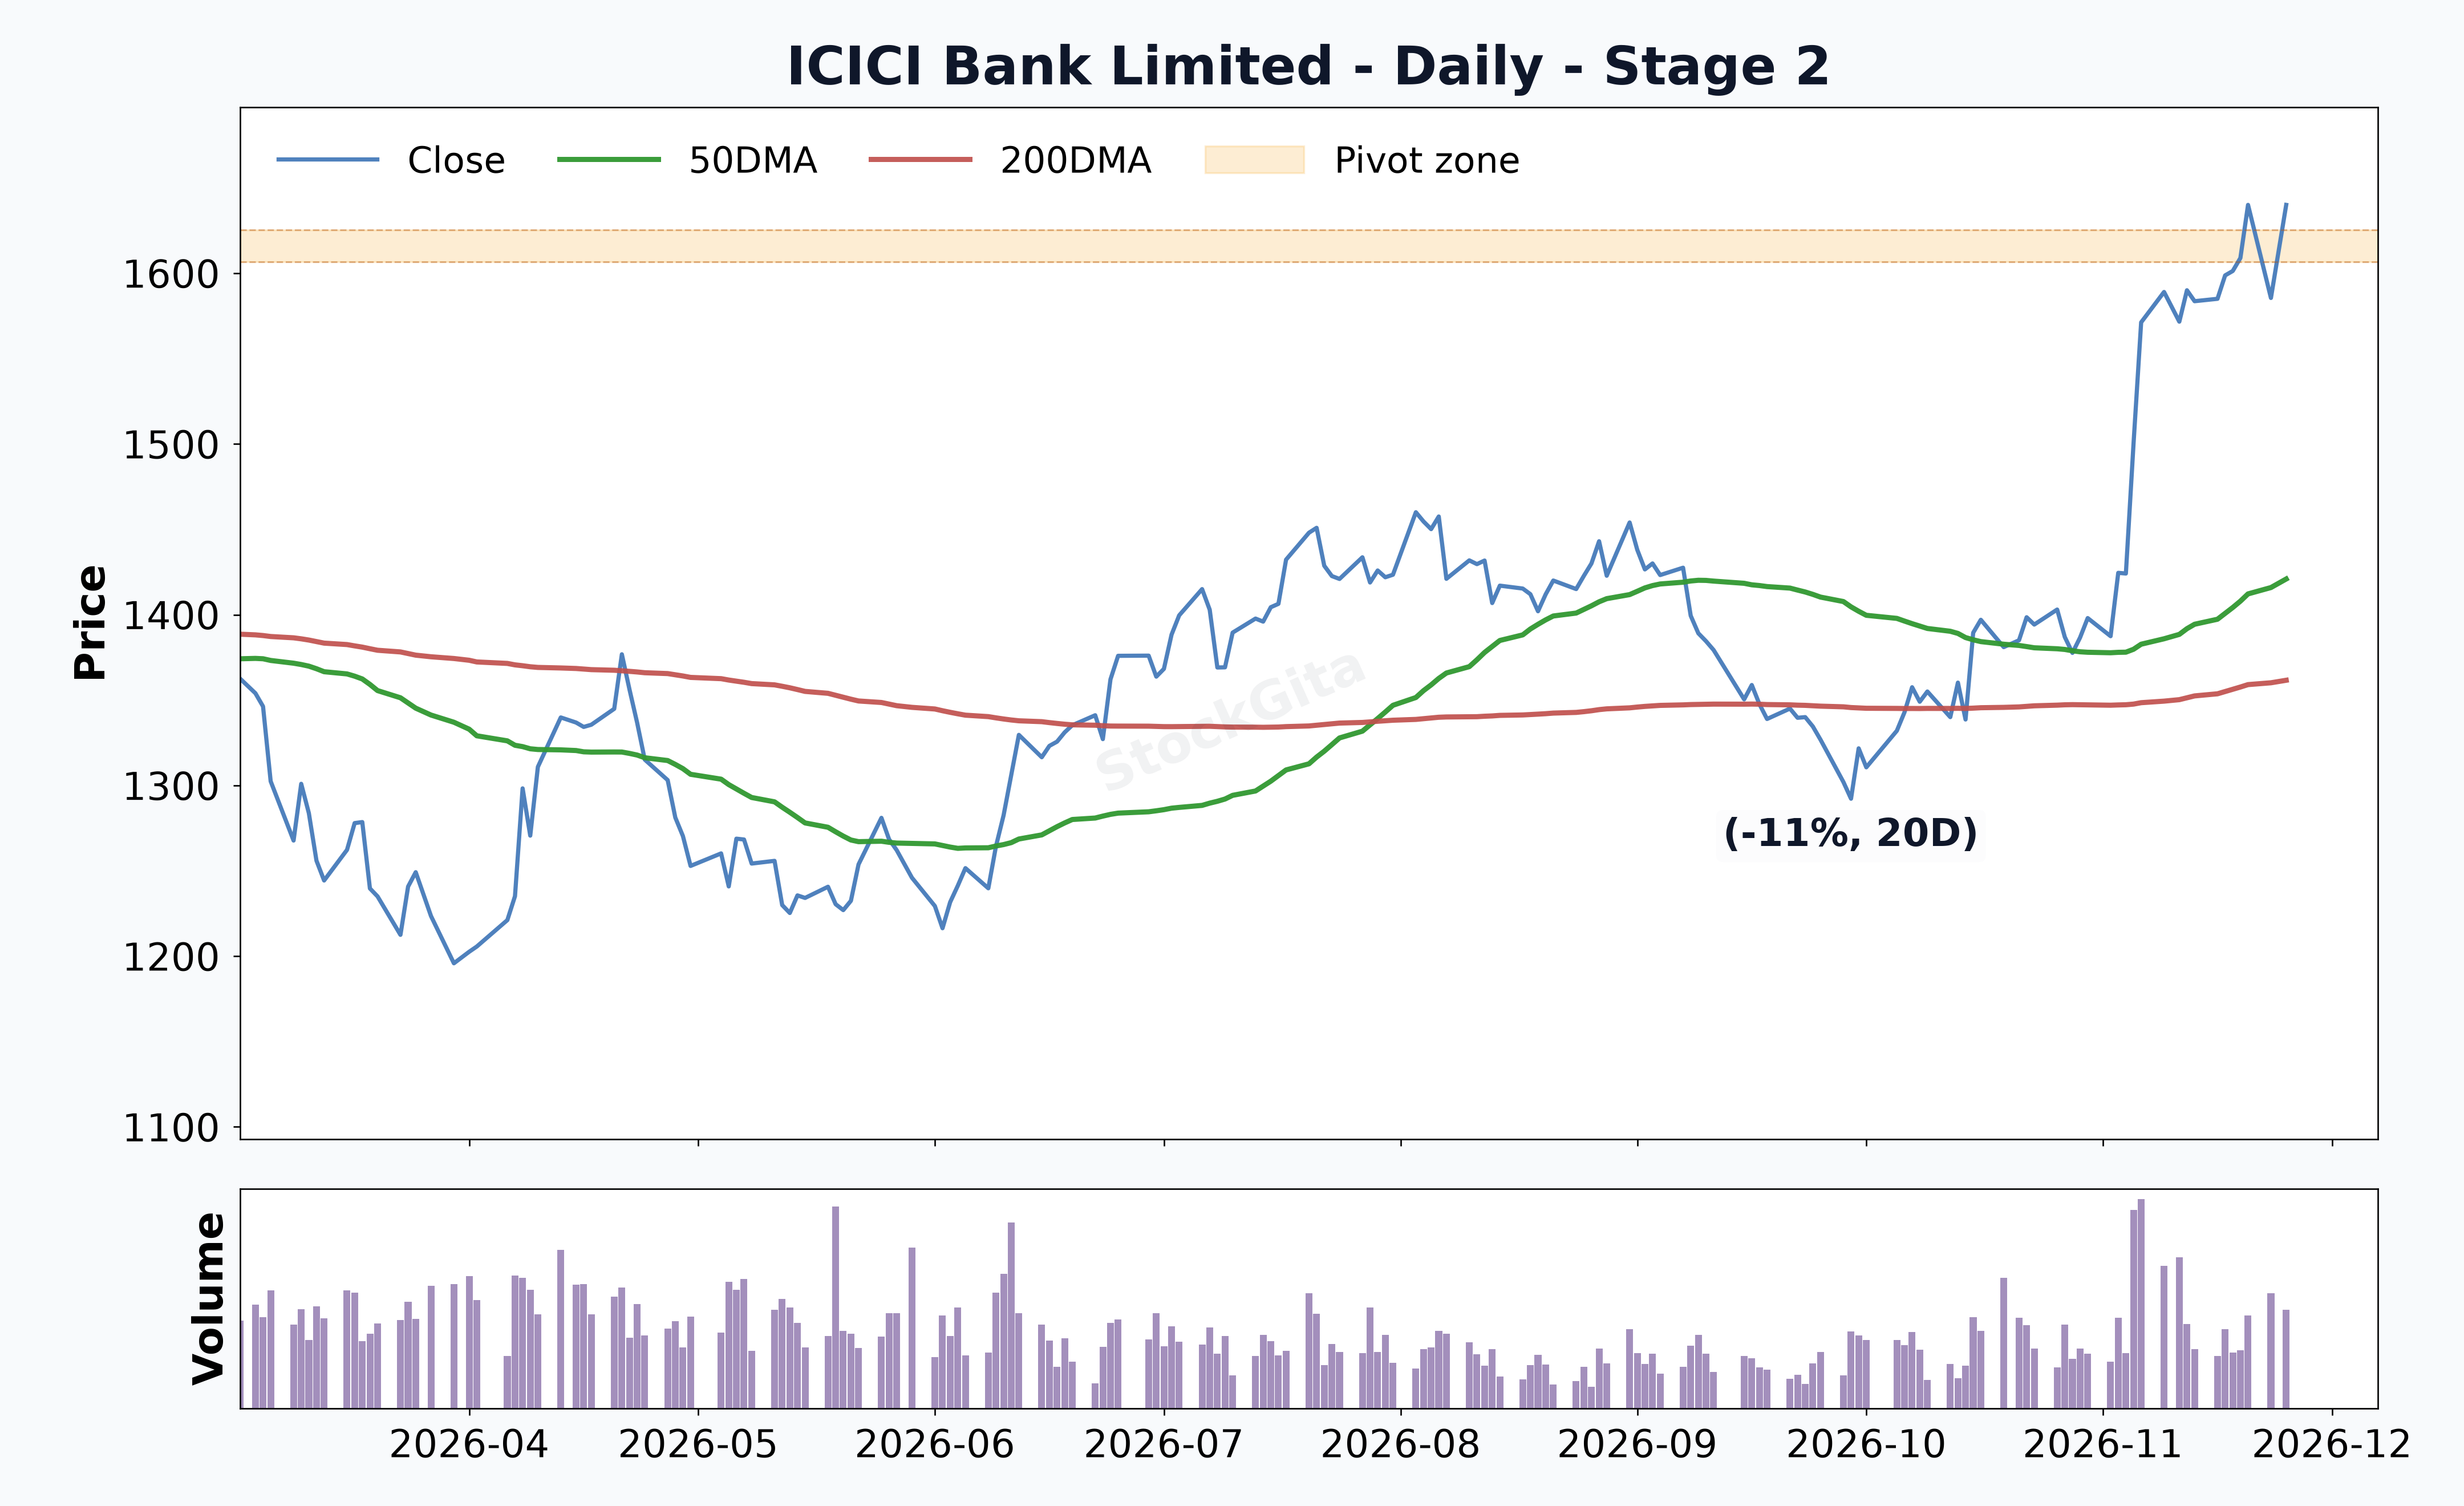 ICICI Bank Limited - Daily - Stage 2
Close 50DMA 200DMA Pivot zone
1600
1500
1400
1300
1200
1100
Price
StockGita
(-11%, 20D)
Volume
2026-04 2026-05 2026-06 2026-07 2026-08 2026-09 2026-10 2026-11 2026-12